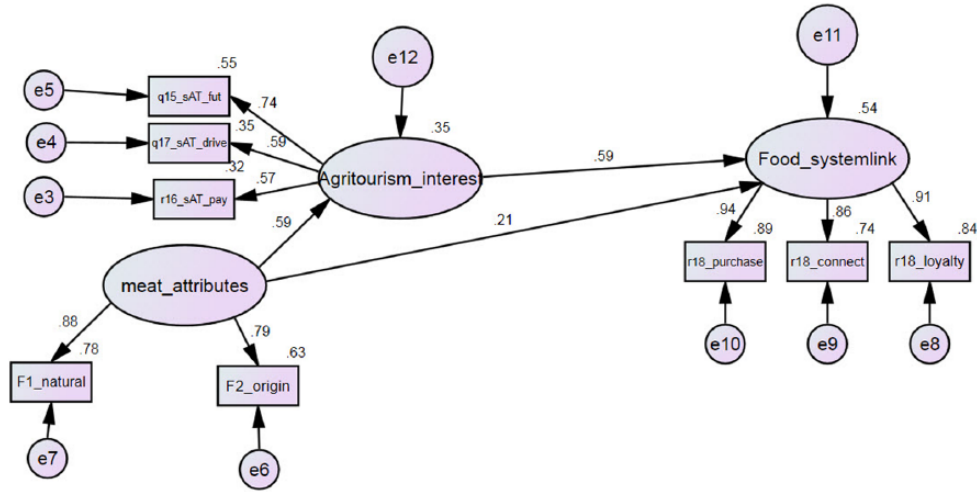 e12
e11
.55
e5
q15_sAT_fut
.74
.35
.54
e4
q17_sAT_drive
.35
.59
Agritourism_interest
.59
Food_systemlink
.32
e3
r16_sAT_pay
.57
.59
.21
.94
.89
.86
.74
.91
.84
r18_purchase
r18_connect
r18_loyalty
meat_attributes
.88
.78
.79
.63
F1_natural
F2_origin
e10
e9
e8
e7
e6